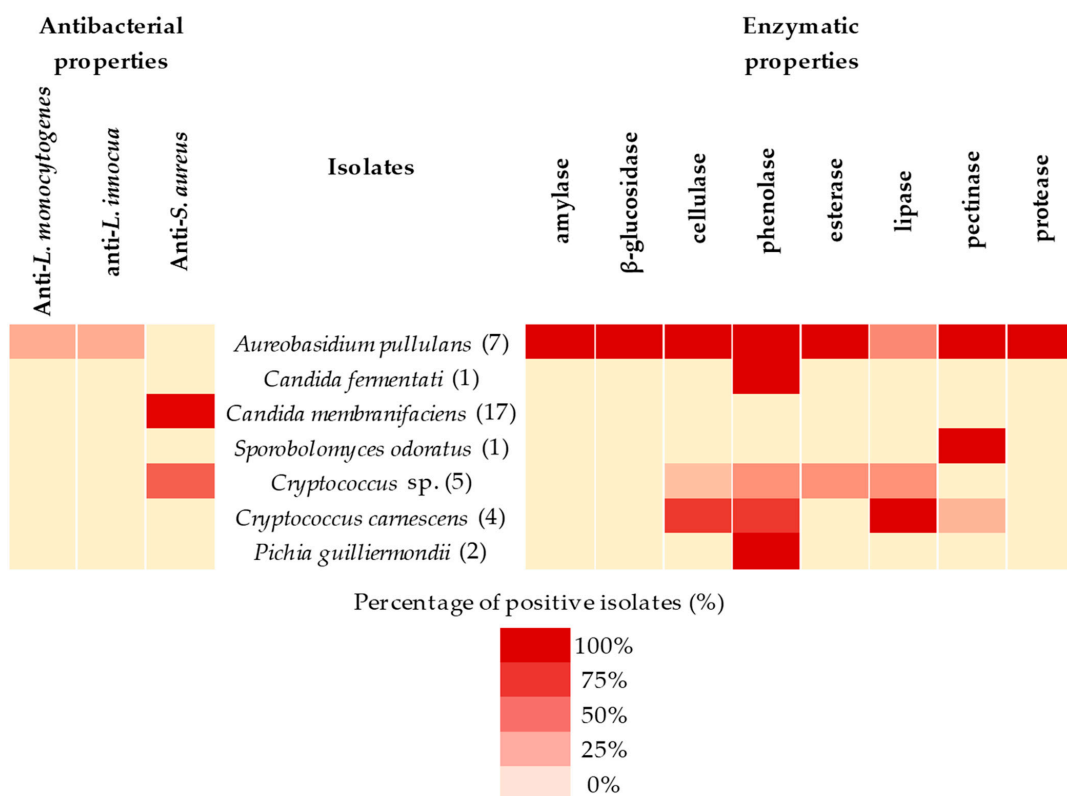 Antibacterial
properties
Enzymatic
properties
Anti-L. monocytogenes
anti-L. innocua
Anti-S. aureus
Isolates
amylase
β-glucosidase
cellulase
phenolase
esterase
lipase
pectinase
protease
Aureobasidium pullulans (7)
Candida fermentati (1)
Candida membranifaciens (17)
Sporobolomyces odoratus (1)
Cryptococcus sp. (5)
Cryptococcus carnescens (4)
Pichia guilliermondii (2)
Percentage of positive isolates (%)
100%
75%
50%
25%
0%